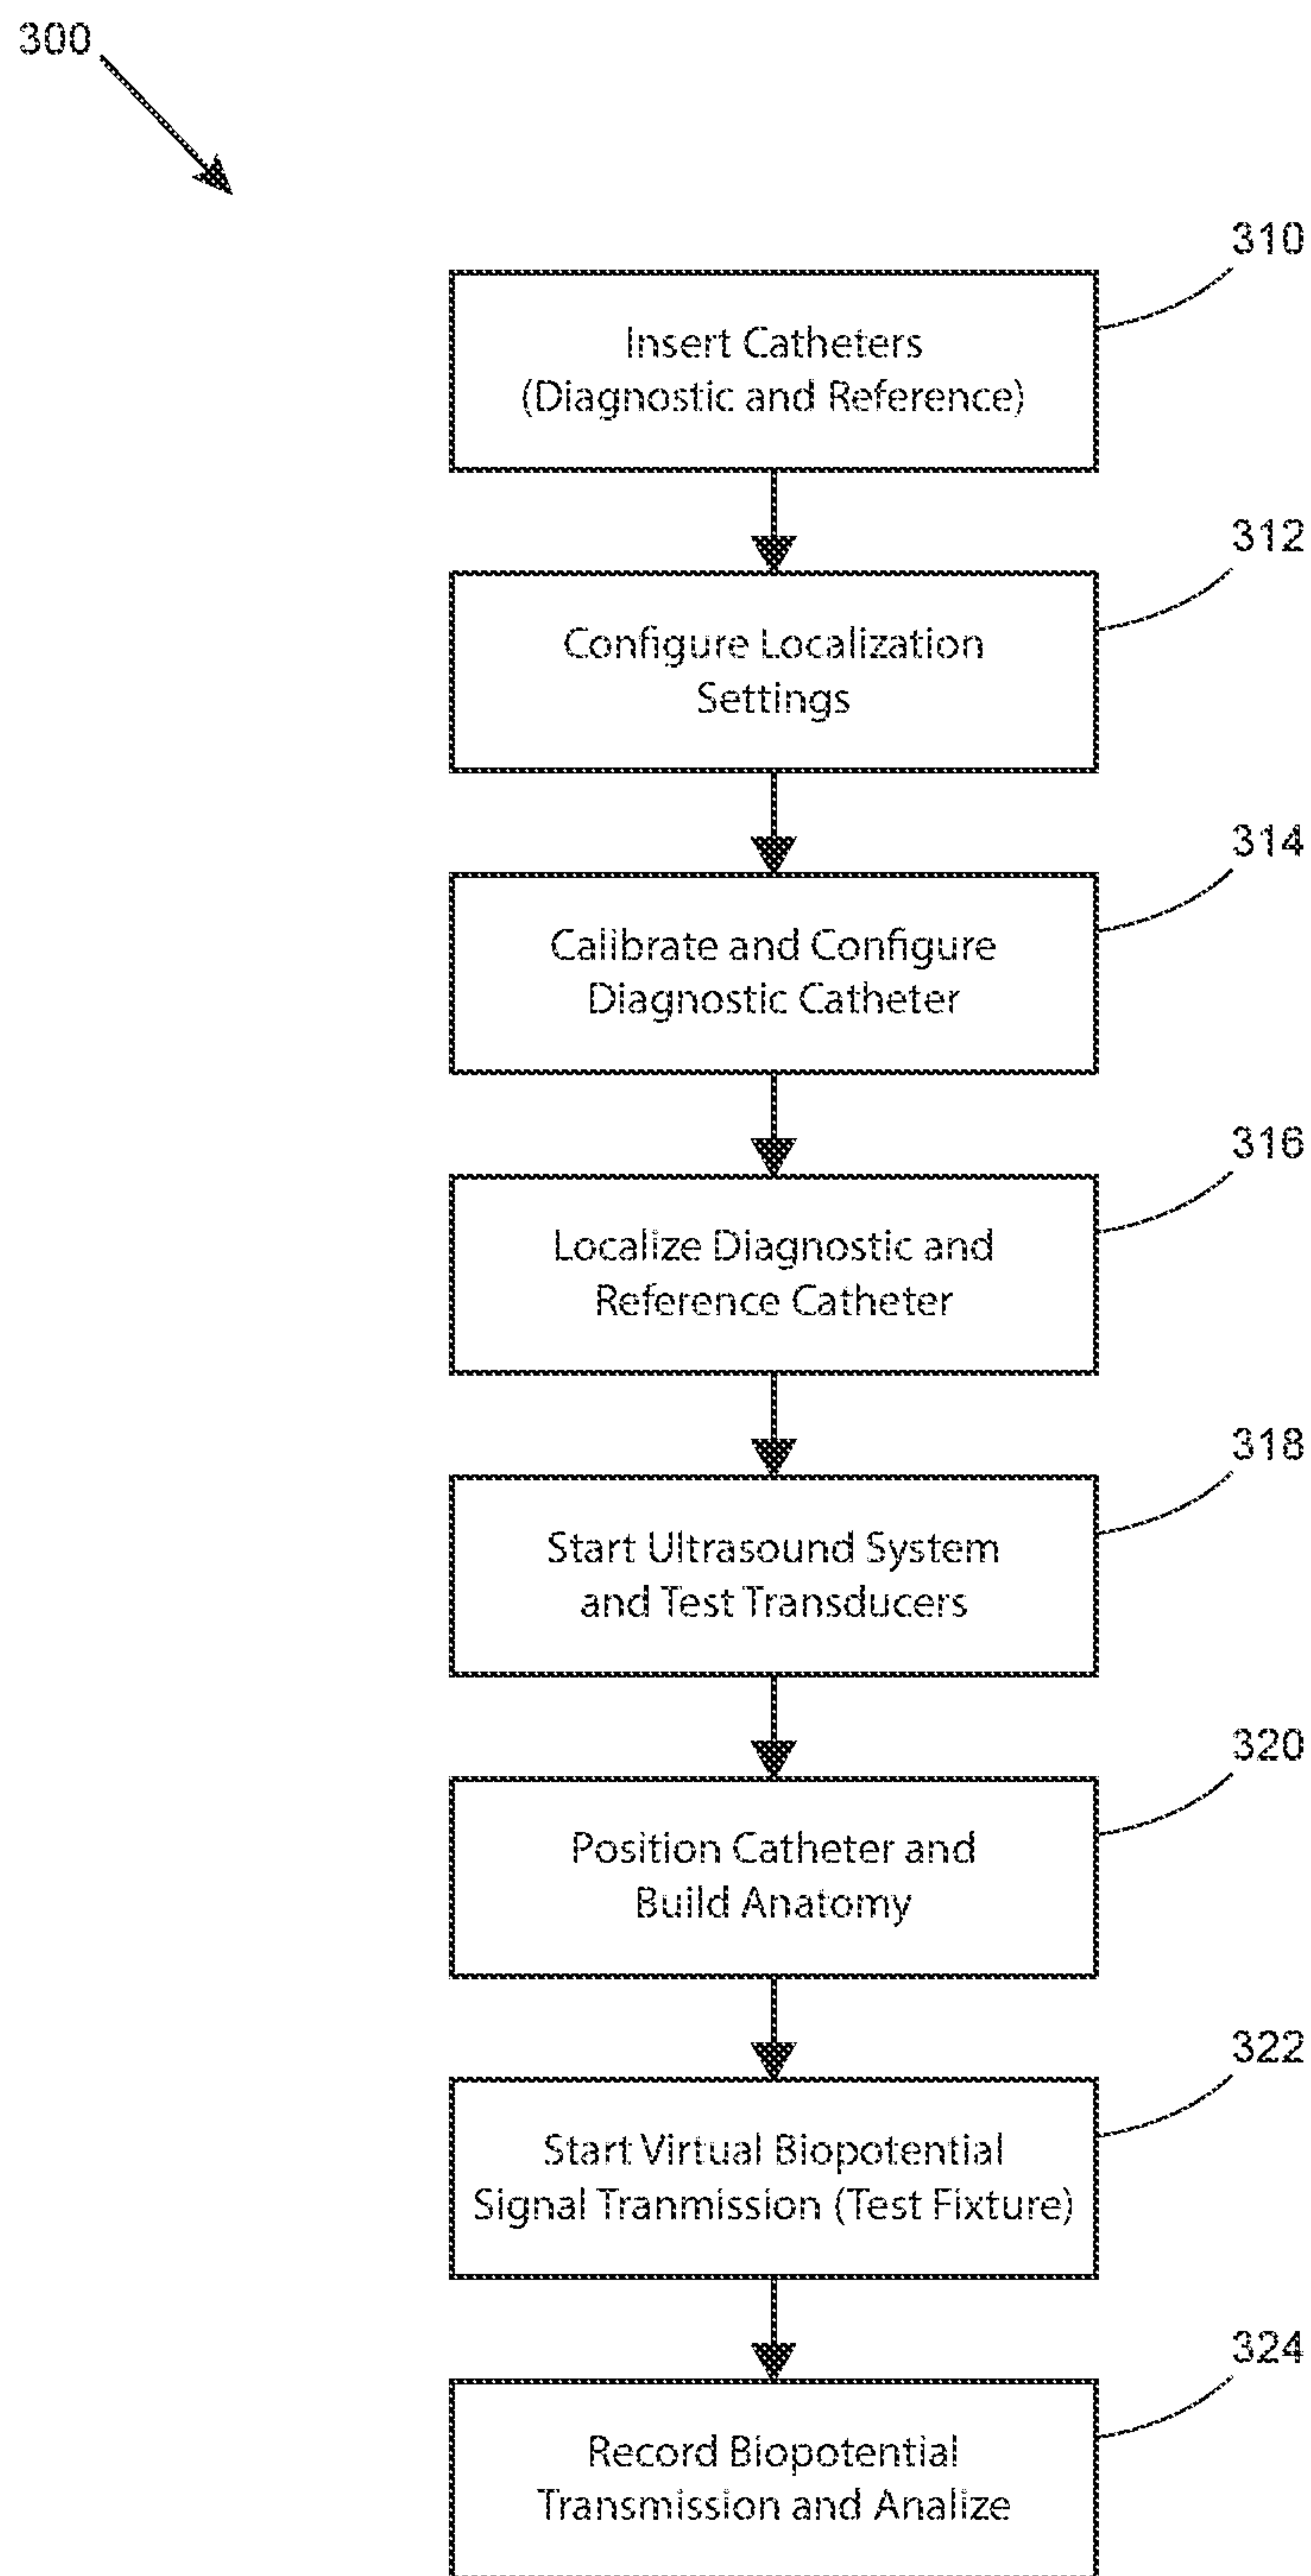 300
310
Insert Catheters
(Diagnostic and Reference)
312
Configure Localization
Settings
314
Calibrate and Configure
Diagnostic Catheter
316
Localize Diagnostic and
Reference Catheter
318
Start Ultrasound System
and Test Transducers
320
Position Catheter and
Build Anatomy
322
Start Virtual Biopotential
Signal Tranmission (Test Fixture)
324
Record Biopotential
Transmission and Analize